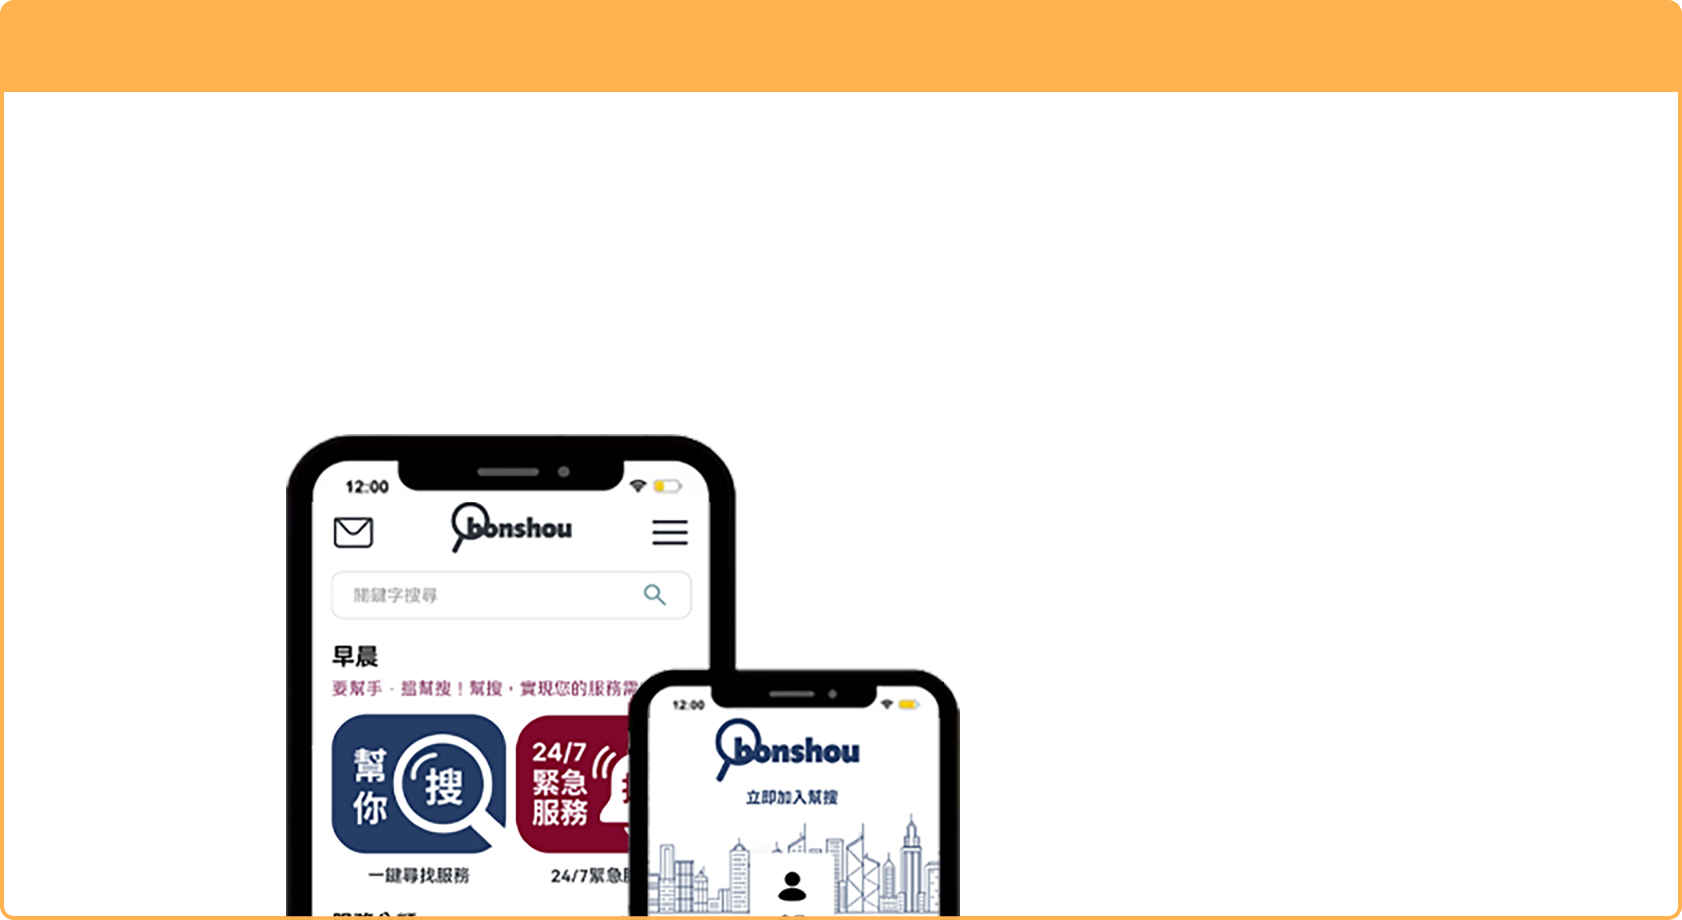 12:00
bonshou
關鍵字搜尋
早晨
要幫手 - 搵幫搜！幫搜，實現您的服務需
幫你
搜
24/7
緊急
服務
一鍵尋找服務
24/7緊急
12:00
bonshou
立即加入幫搜